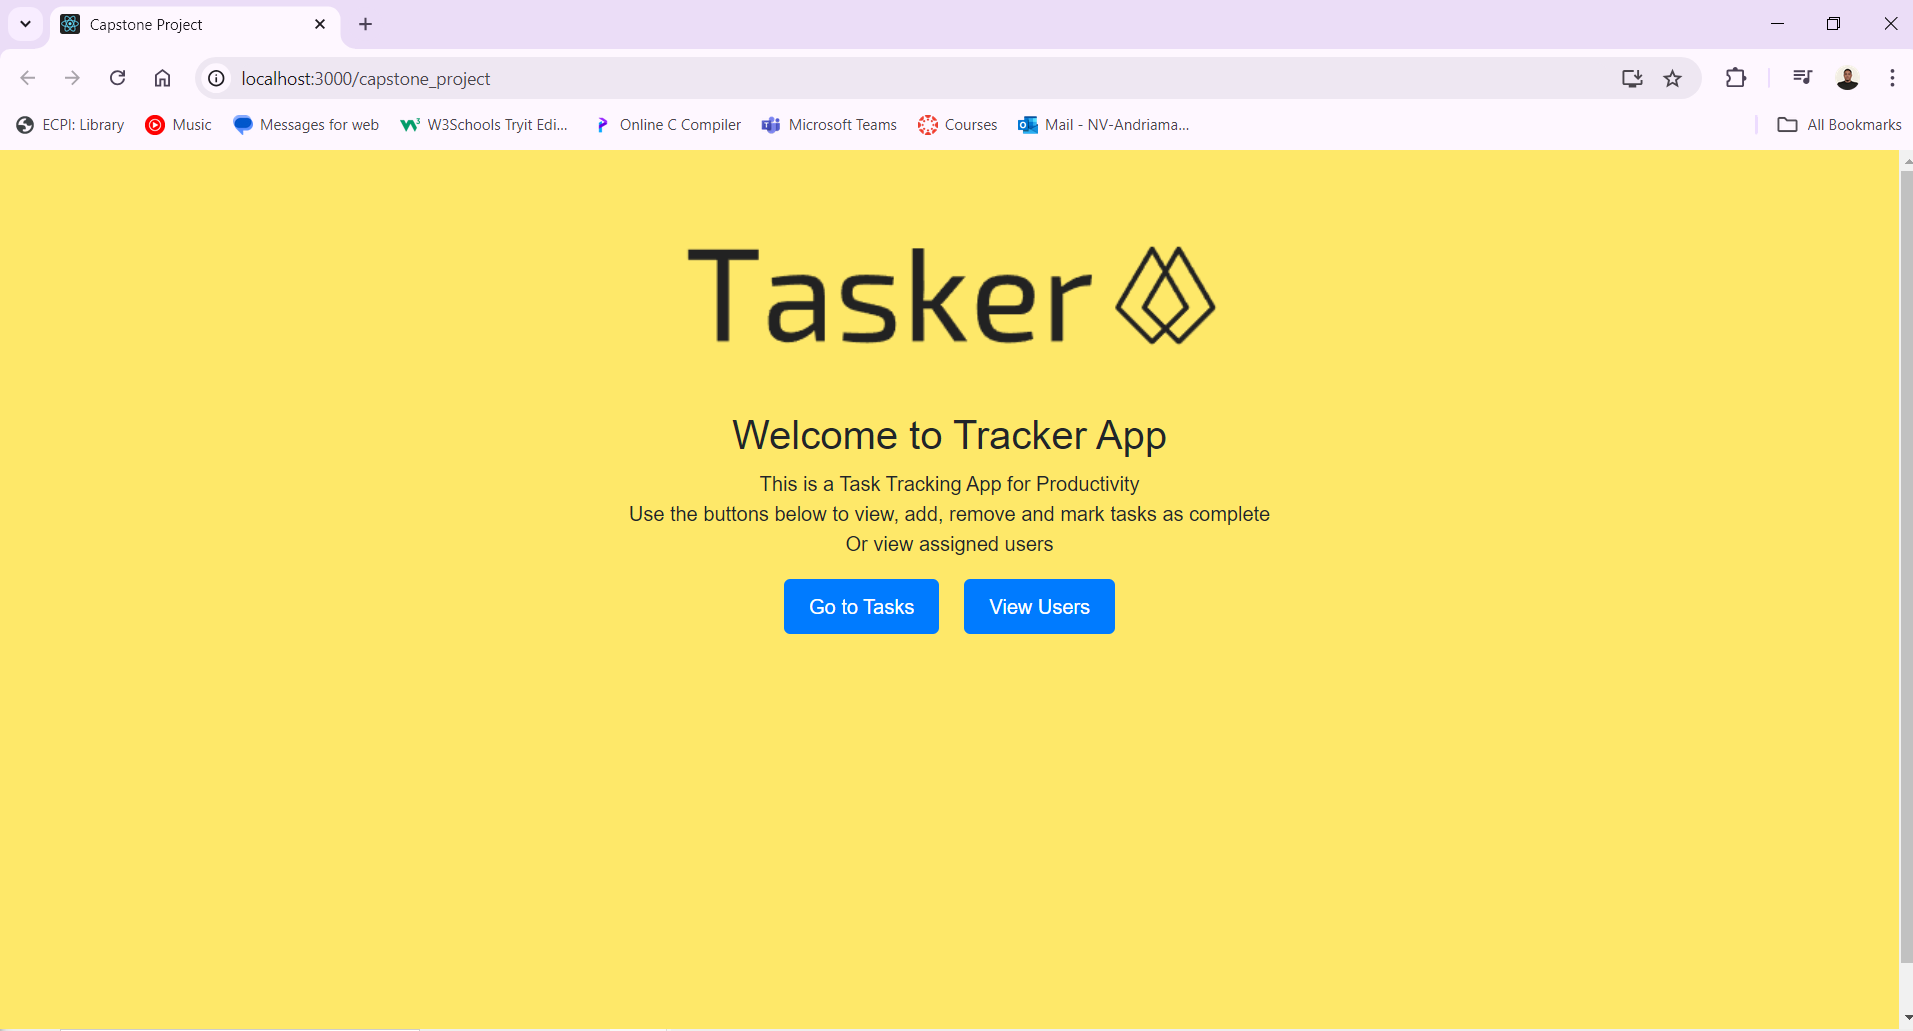 Capstone Project
localhost:3000/capstone_project
ECPI: Library Music Messages for web W3Schools Tryit Edi... Online C Compiler Microsoft Teams Courses Mail - NV-Andriama... All Bookmarks
Tasker
Welcome to Tracker App
This is a Task Tracking App for Productivity
Use the buttons below to view, add, remove and mark tasks as complete
Or view assigned users
Go to Tasks View Users